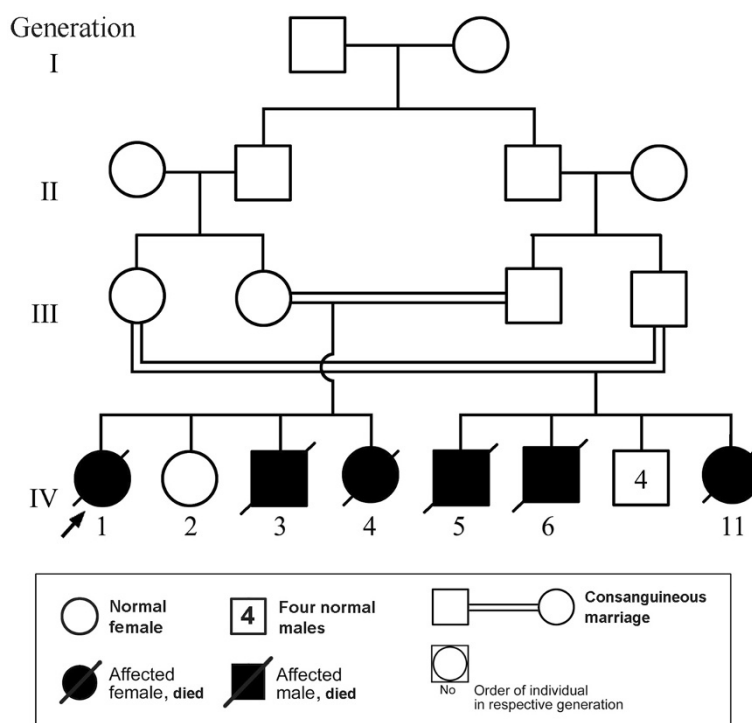 Generation
I
II
III
IV
4
1 2 3 4 5 6 11
Normal
female
4 Four normal
males
Consanguineous
marriage
Affected
female, died
Affected
male, died
No Order of individual
in respective generation